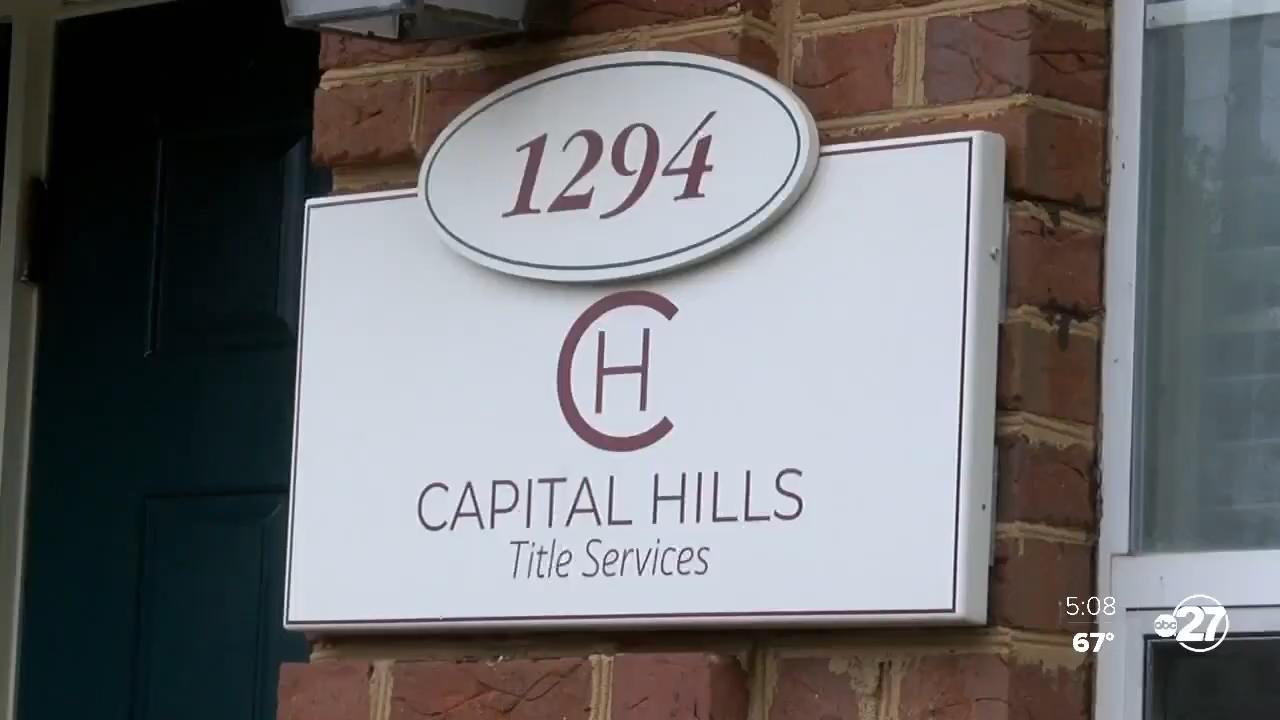 1294
CH
CAPITAL HILLS
Title Services
5:08
67°
abc 27